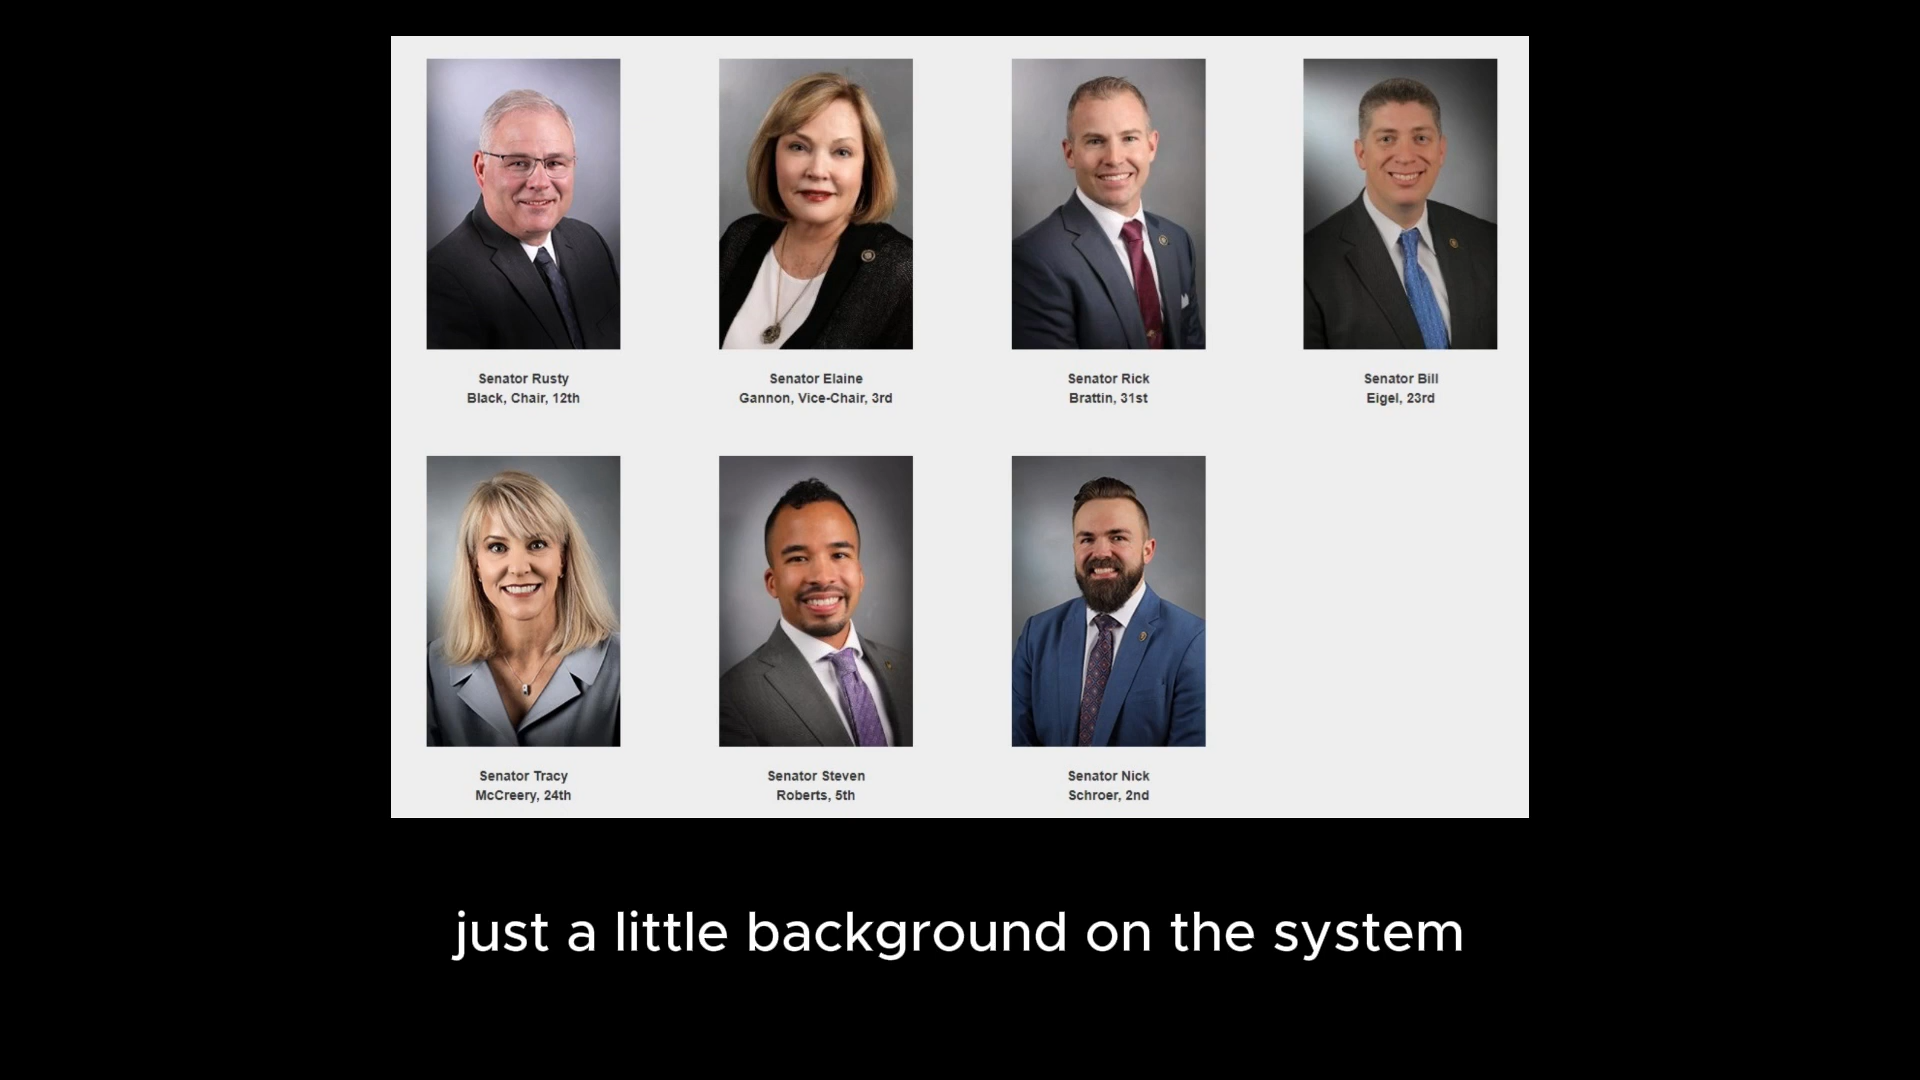 Senator Rusty
Black, Chair, 12th
Senator Elaine
Gannon, Vice-Chair, 3rd
Senator Rick
Brattin, 31st
Senator Bill
Eigel, 23rd
Senator Tracy
McCreery, 24th
Senator Steven
Roberts, 5th
Senator Nick
Schroer, 2nd
just a little background on the system